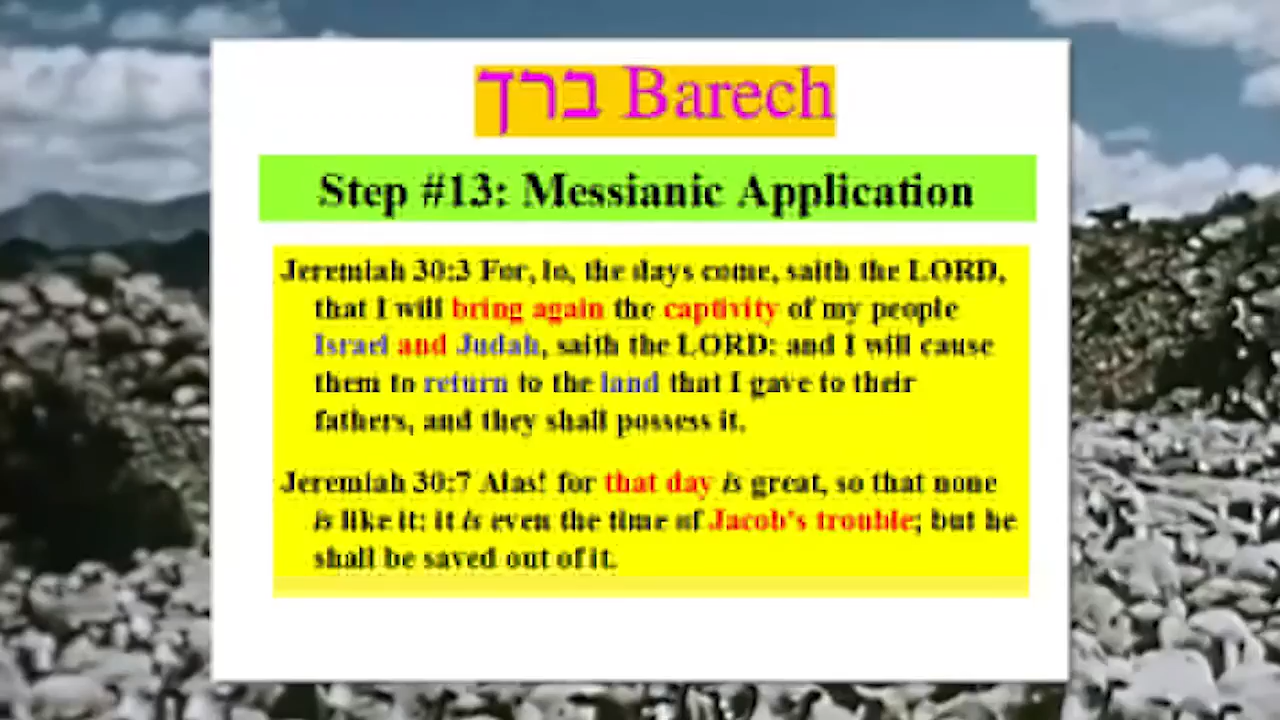 ברך Barech
Step #13: Messianic Application
Jeremiah 30:3 For, lo, the days come, saith the LORD,
that I will bring again the captivity of my people
Israel and Judah, saith the LORD: and I will cause
them to return to the land that I gave to their
fathers, and they shall possess it.
Jeremiah 30:7 Alas! for that day is great, so that none
is like it: it is even the time of Jacob's trouble; but he
shall be saved out of it.